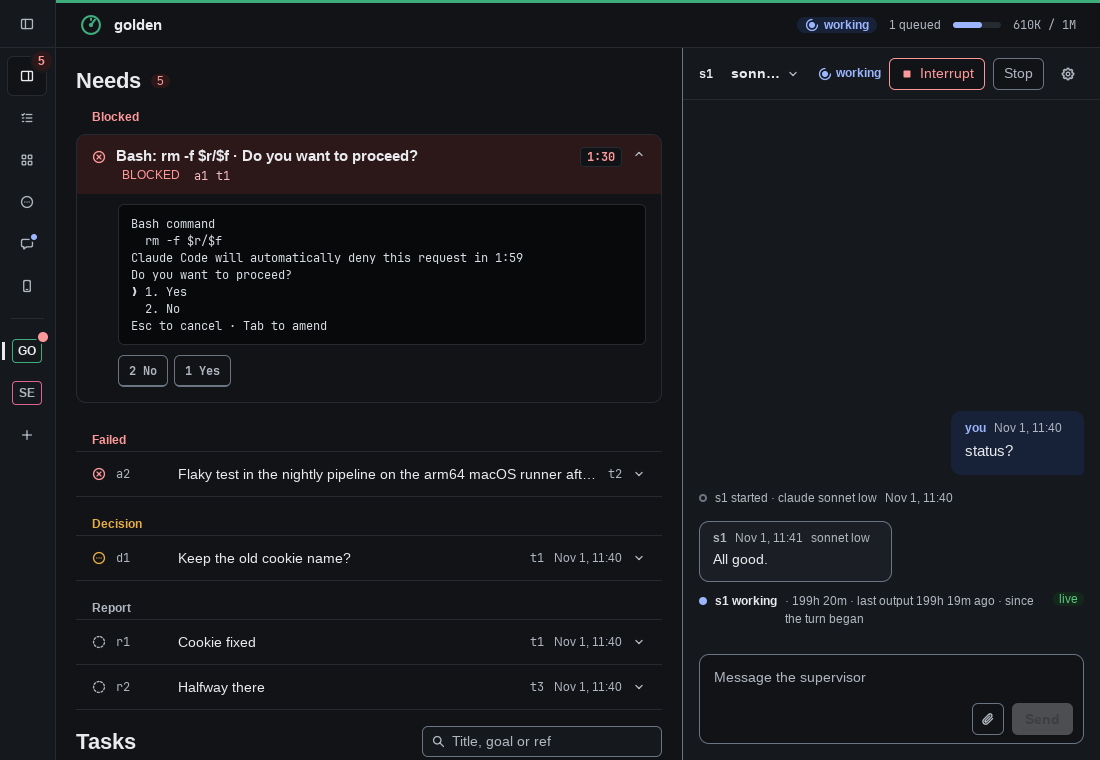 golden
working
1 queued
610K / 1M
5
GO
SE
Needs 5
Blocked
Bash: rm -f $r/$f · Do you want to proceed?
1:30
BLOCKED a1 t1
Bash command
rm -f $r/$f
Claude Code will automatically deny this request in 1:59
Do you want to proceed?
❯ 1. Yes
2. No
Esc to cancel · Tab to amend
2 No
1 Yes
Failed
a2 Flaky test in the nightly pipeline on the arm64 macOS runner aft… t2
Decision
d1 Keep the old cookie name? t1 Nov 1, 11:40
Report
r1 Cookie fixed t1 Nov 1, 11:40
r2 Halfway there t3 Nov 1, 11:40
Tasks
Title, goal or ref
s1 sonn…
working
Interrupt
Stop
you Nov 1, 11:40
status?
s1 started · claude sonnet low Nov 1, 11:40
s1 Nov 1, 11:41 sonnet low
All good.
s1 working · 199h 20m · last output 199h 19m ago · since
the turn began
live
Message the supervisor
Send